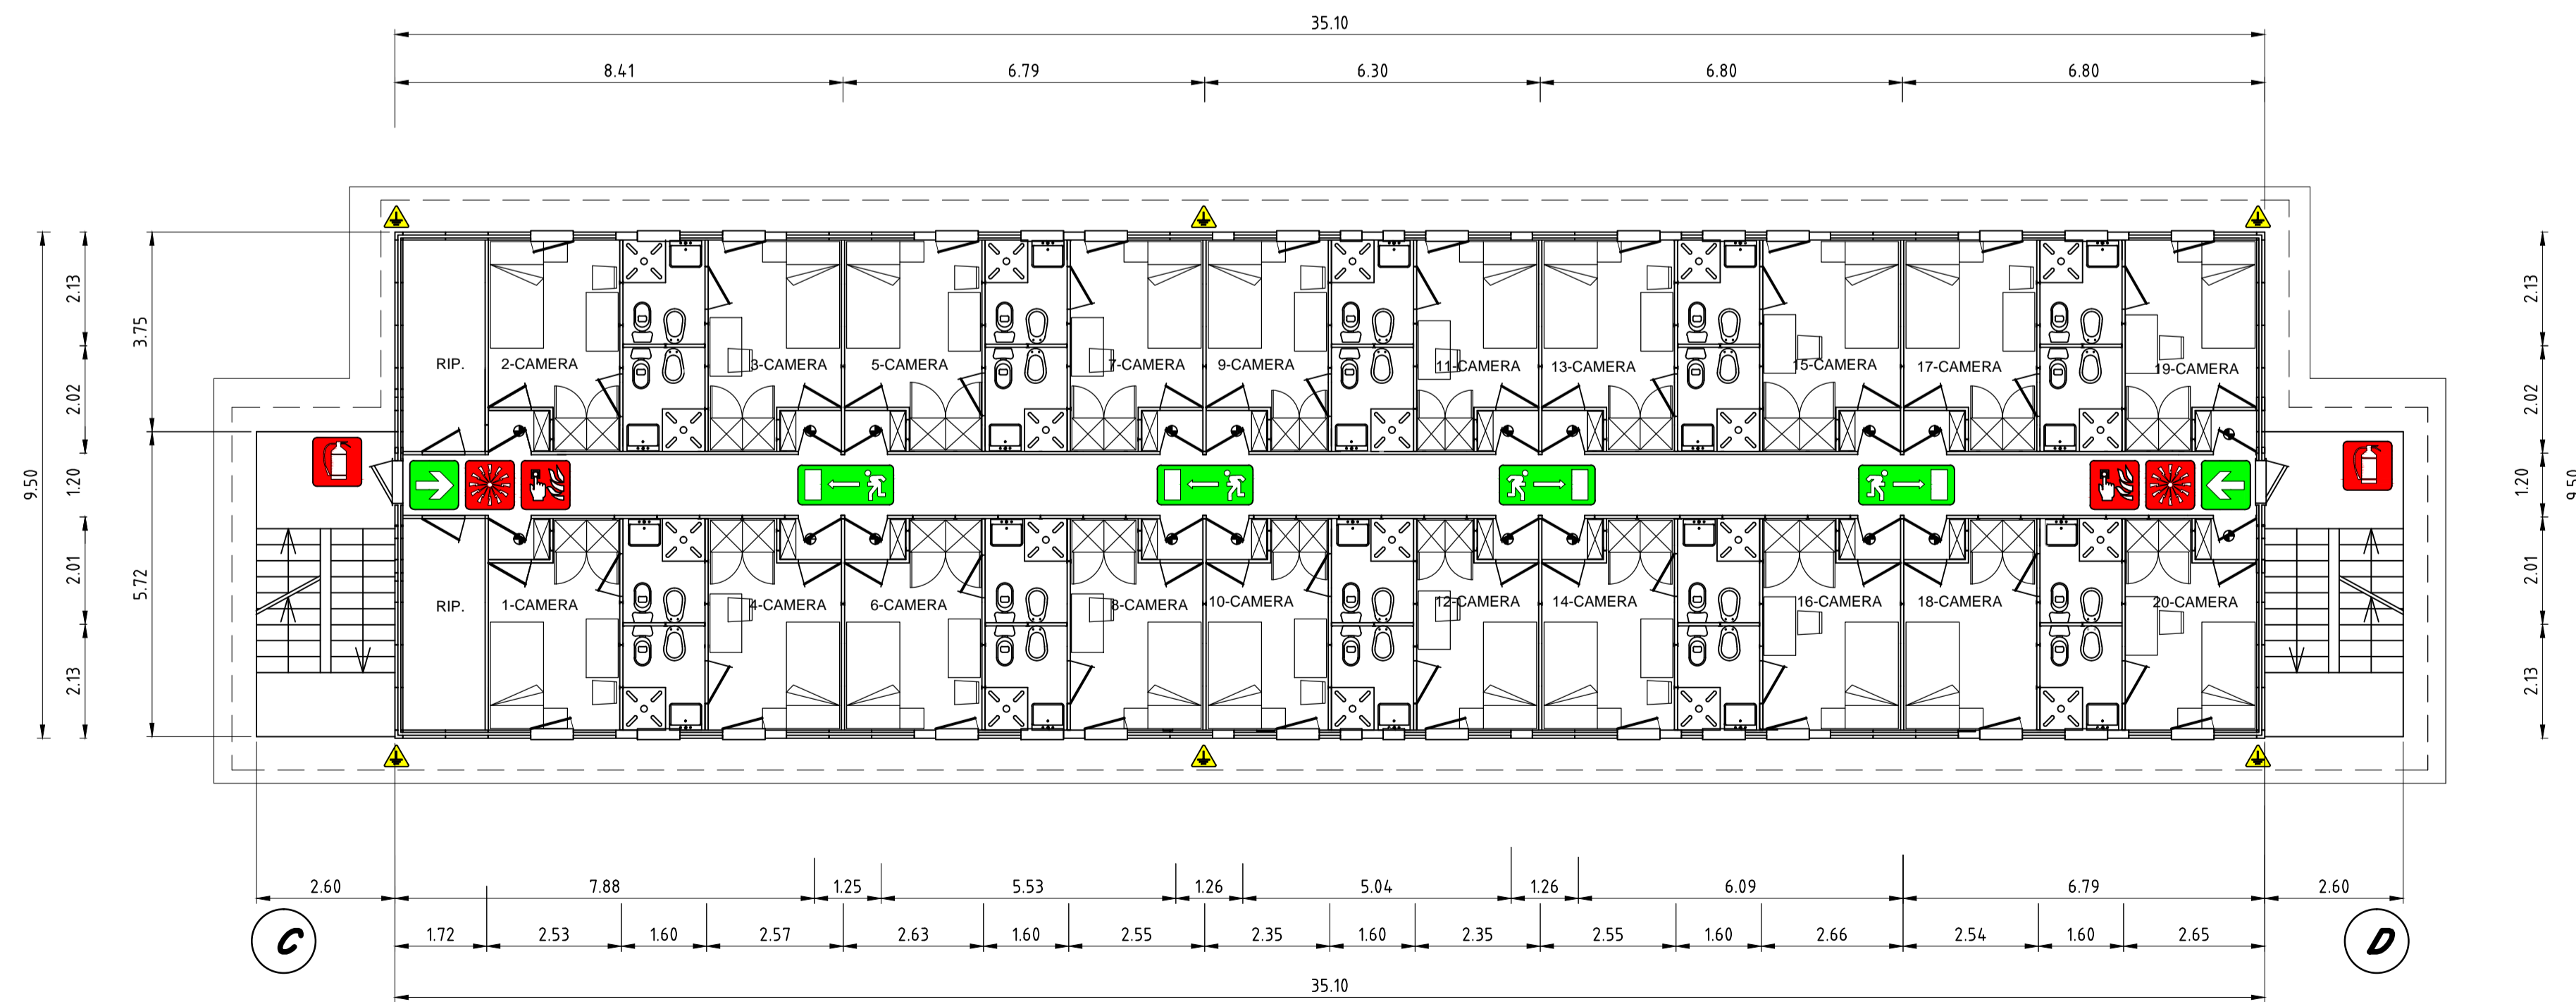 35.10
8.41 6.79 6.30 6.80 6.80
9.50
2.13 2.02 1.20 2.01 2.13
3.75 5.72
RIP. 2-CAMERA 3-CAMERA 5-CAMERA 7-CAMERA 9-CAMERA 11-CAMERA 13-CAMERA 15-CAMERA 17-CAMERA 19-CAMERA
RIP. 1-CAMERA 4-CAMERA 6-CAMERA 8-CAMERA 10-CAMERA 12-CAMERA 14-CAMERA 16-CAMERA 18-CAMERA 20-CAMERA
2.13 2.02 1.20 2.01 2.13
9.50
2.60 7.88 1.25 5.53 1.26 5.04 1.26 6.09 6.79 2.60
C 1.72 2.53 1.60 2.57 2.63 1.60 2.55 2.35 1.60 2.35 2.55 1.60 2.66 2.54 1.60 2.65 D
35.10